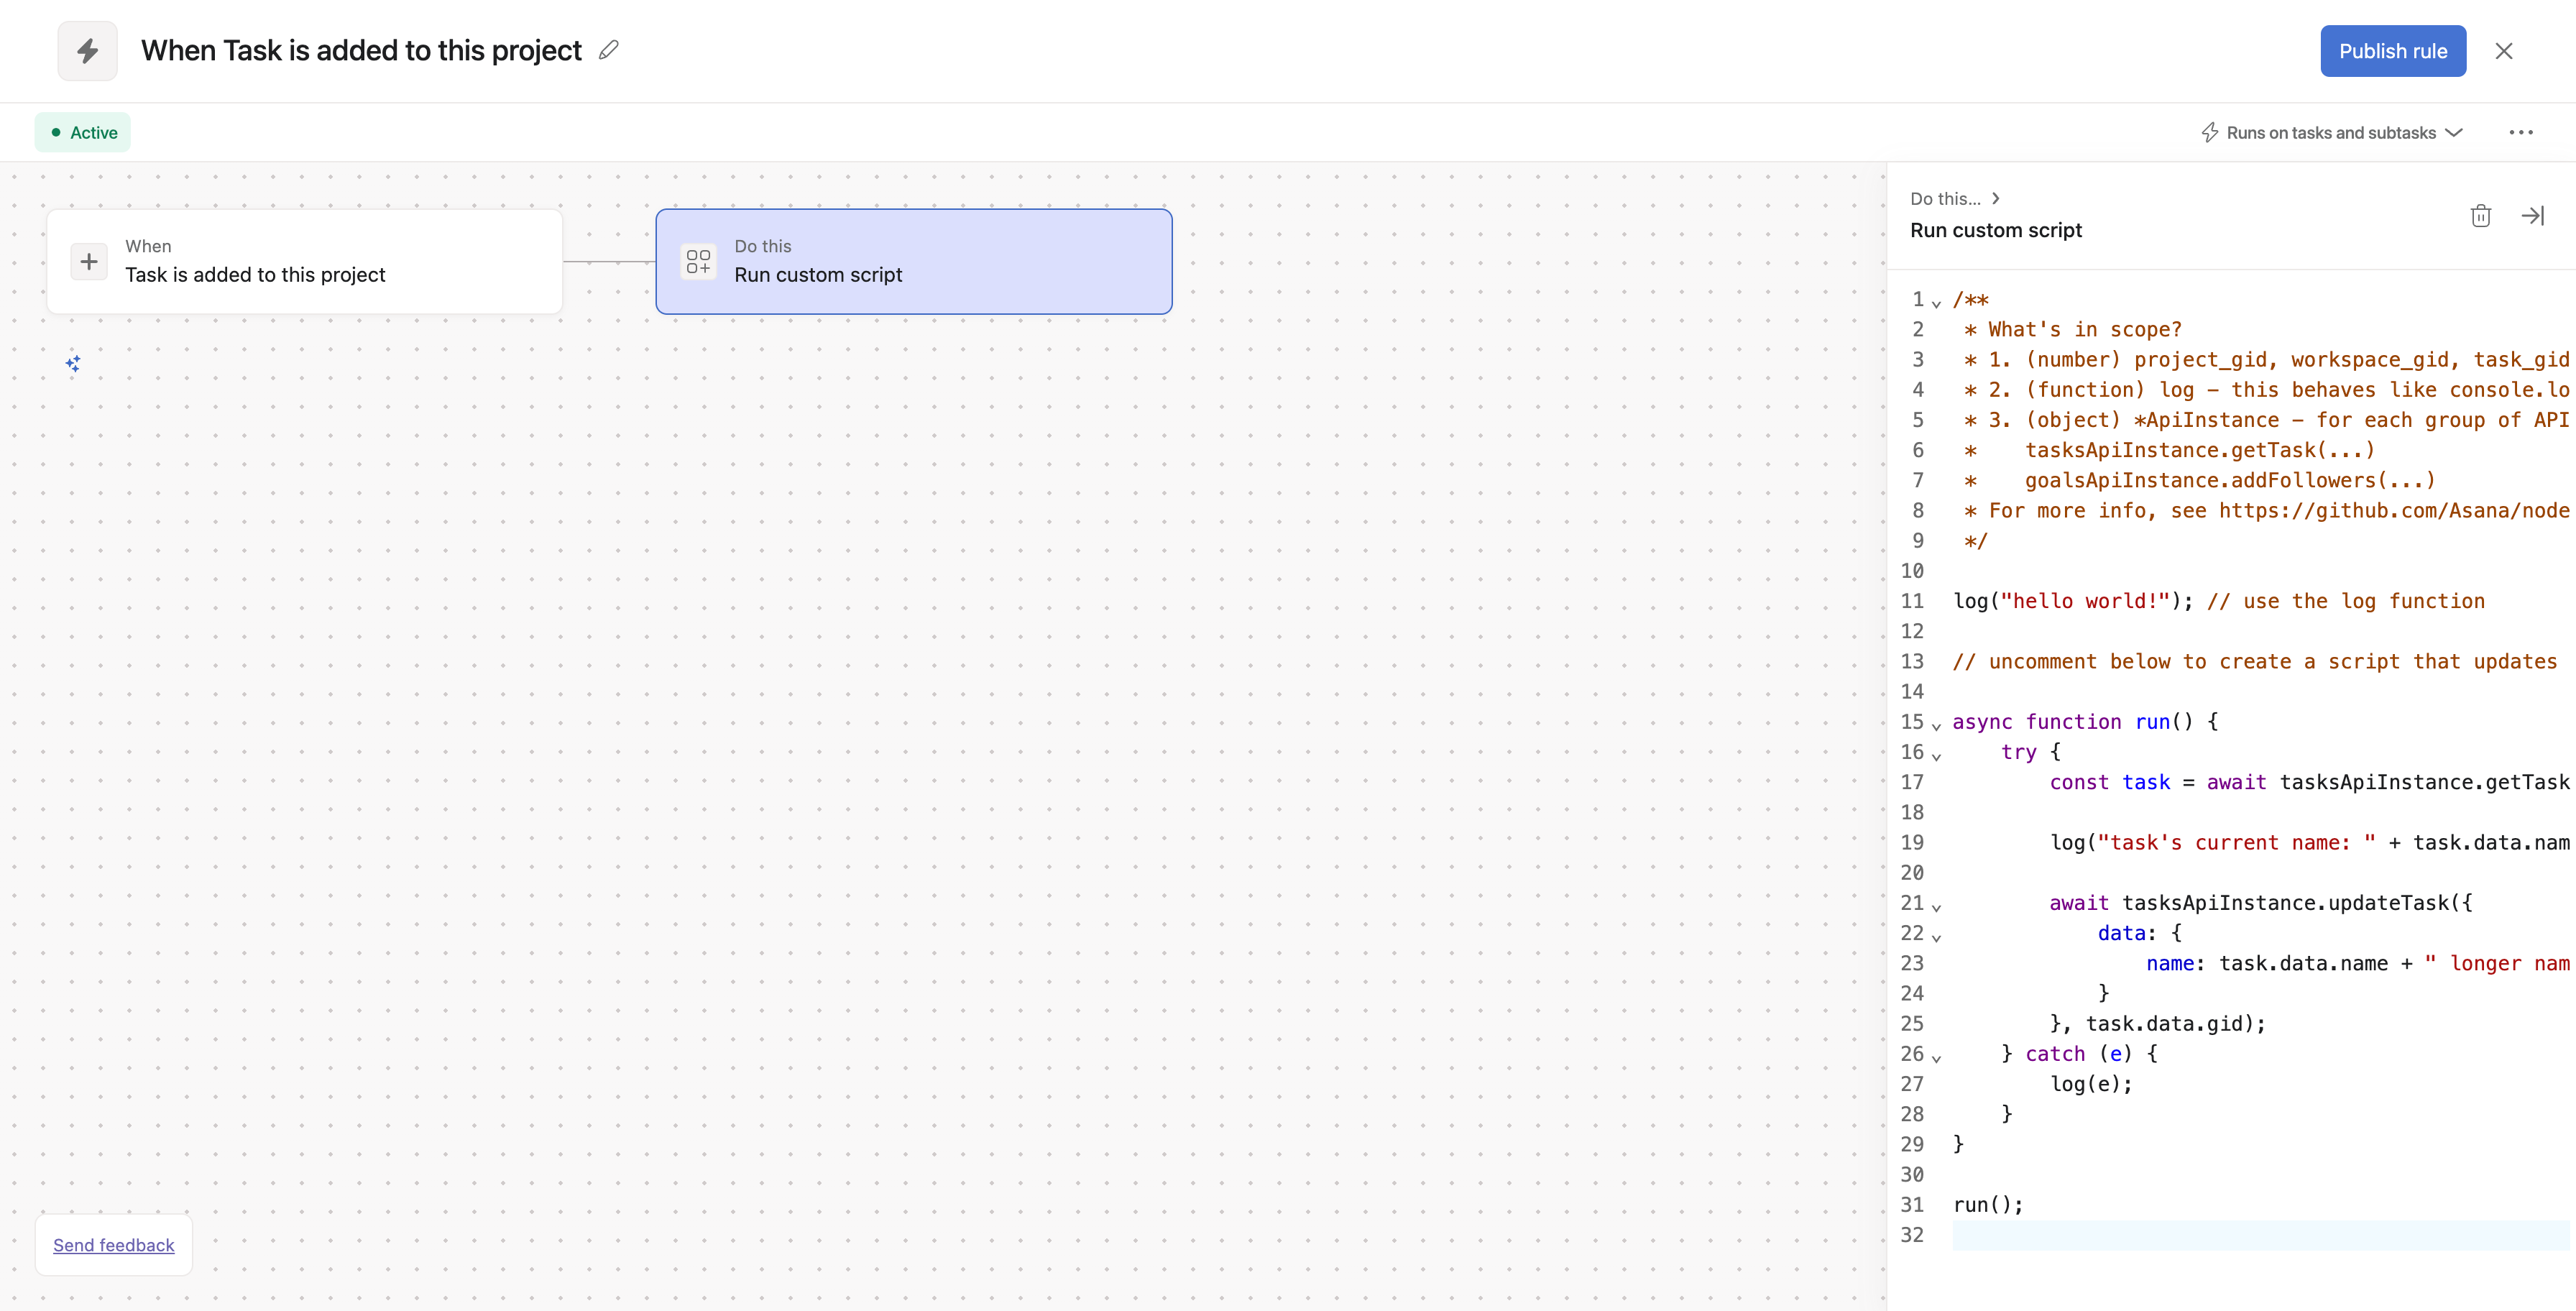 When Task is added to this project
Publish rule
Active
Runs on tasks and subtasks
When
Task is added to this project
Do this
Run custom script
Send feedback
Do this...
Run custom script
1 /**
2 * What's in scope?
3 * 1. (number) project_gid, workspace_gid, task_gid
4 * 2. (function) log – this behaves like console.lo
5 * 3. (object) *ApiInstance – for each group of API
6 *    tasksApiInstance.getTask(...)
7 *    goalsApiInstance.addFollowers(...)
8 * For more info, see https://github.com/Asana/node
9 */
10
11 log("hello world!"); // use the log function
12
13 // uncomment below to create a script that updates
14
15 async function run() {
16     try {
17         const task = await tasksApiInstance.getTask
18
19         log("task's current name: " + task.data.nam
20
21         await tasksApiInstance.updateTask({
22             data: {
23                 name: task.data.name + " longer nam
24             }
25         }, task.data.gid);
26     } catch (e) {
27         log(e);
28     }
29 }
30
31 run();
32